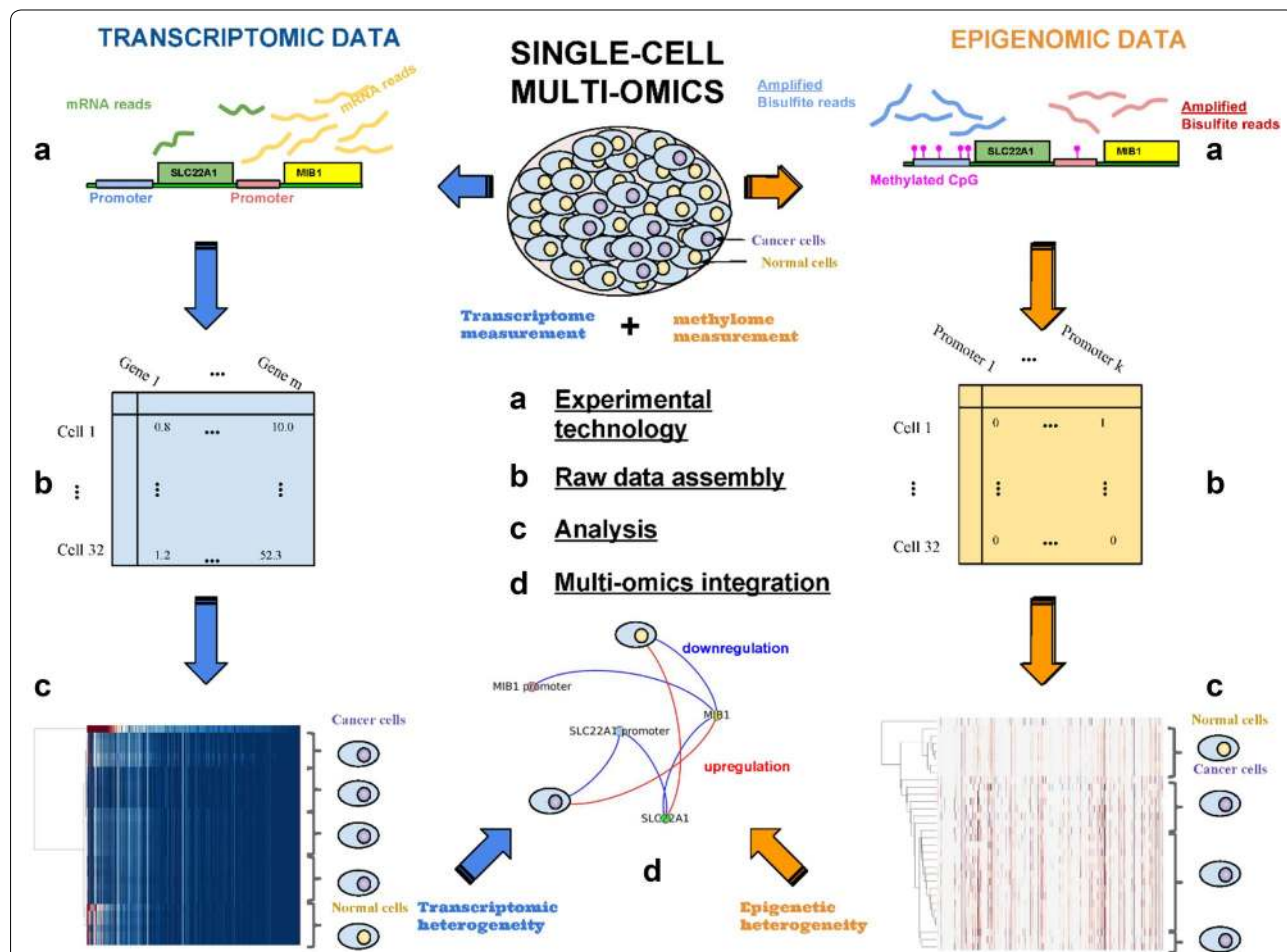 TRANSCRIPTOMIC DATA
mRNA reads
mRNA reads
a
SLC22A1
MIB1
Promoter
Promoter
SINGLE-CELL
MULTI-OMICS
Cancer cells
Normal cells
Transcriptome
measurement
+
methylome
measurement
EPIGENOMIC DATA
Amplified
Bisulfite reads
Amplified
Bisulfite reads
a
SLC22A1
MIB1
Methylated CpG
Gene 1 ... Gene m
Cell 1 0.8 ... 10.0
b
Cell 32 1.2 ... 52.3
a Experimental
technology
b Raw data assembly
c Analysis
d Multi-omics integration
Promoter 1 ... Promoter k
Cell 1 0 ... 1
b
Cell 32 0 ... 0
c
Cancer cells
Normal cells
downregulation
MIB1 promoter
MIB1
SLC22A1 promoter
upregulation
SLC22A1
d
Transcriptomic
heterogeneity
Epigenetic
heterogeneity
c
Normal cells
Cancer cells